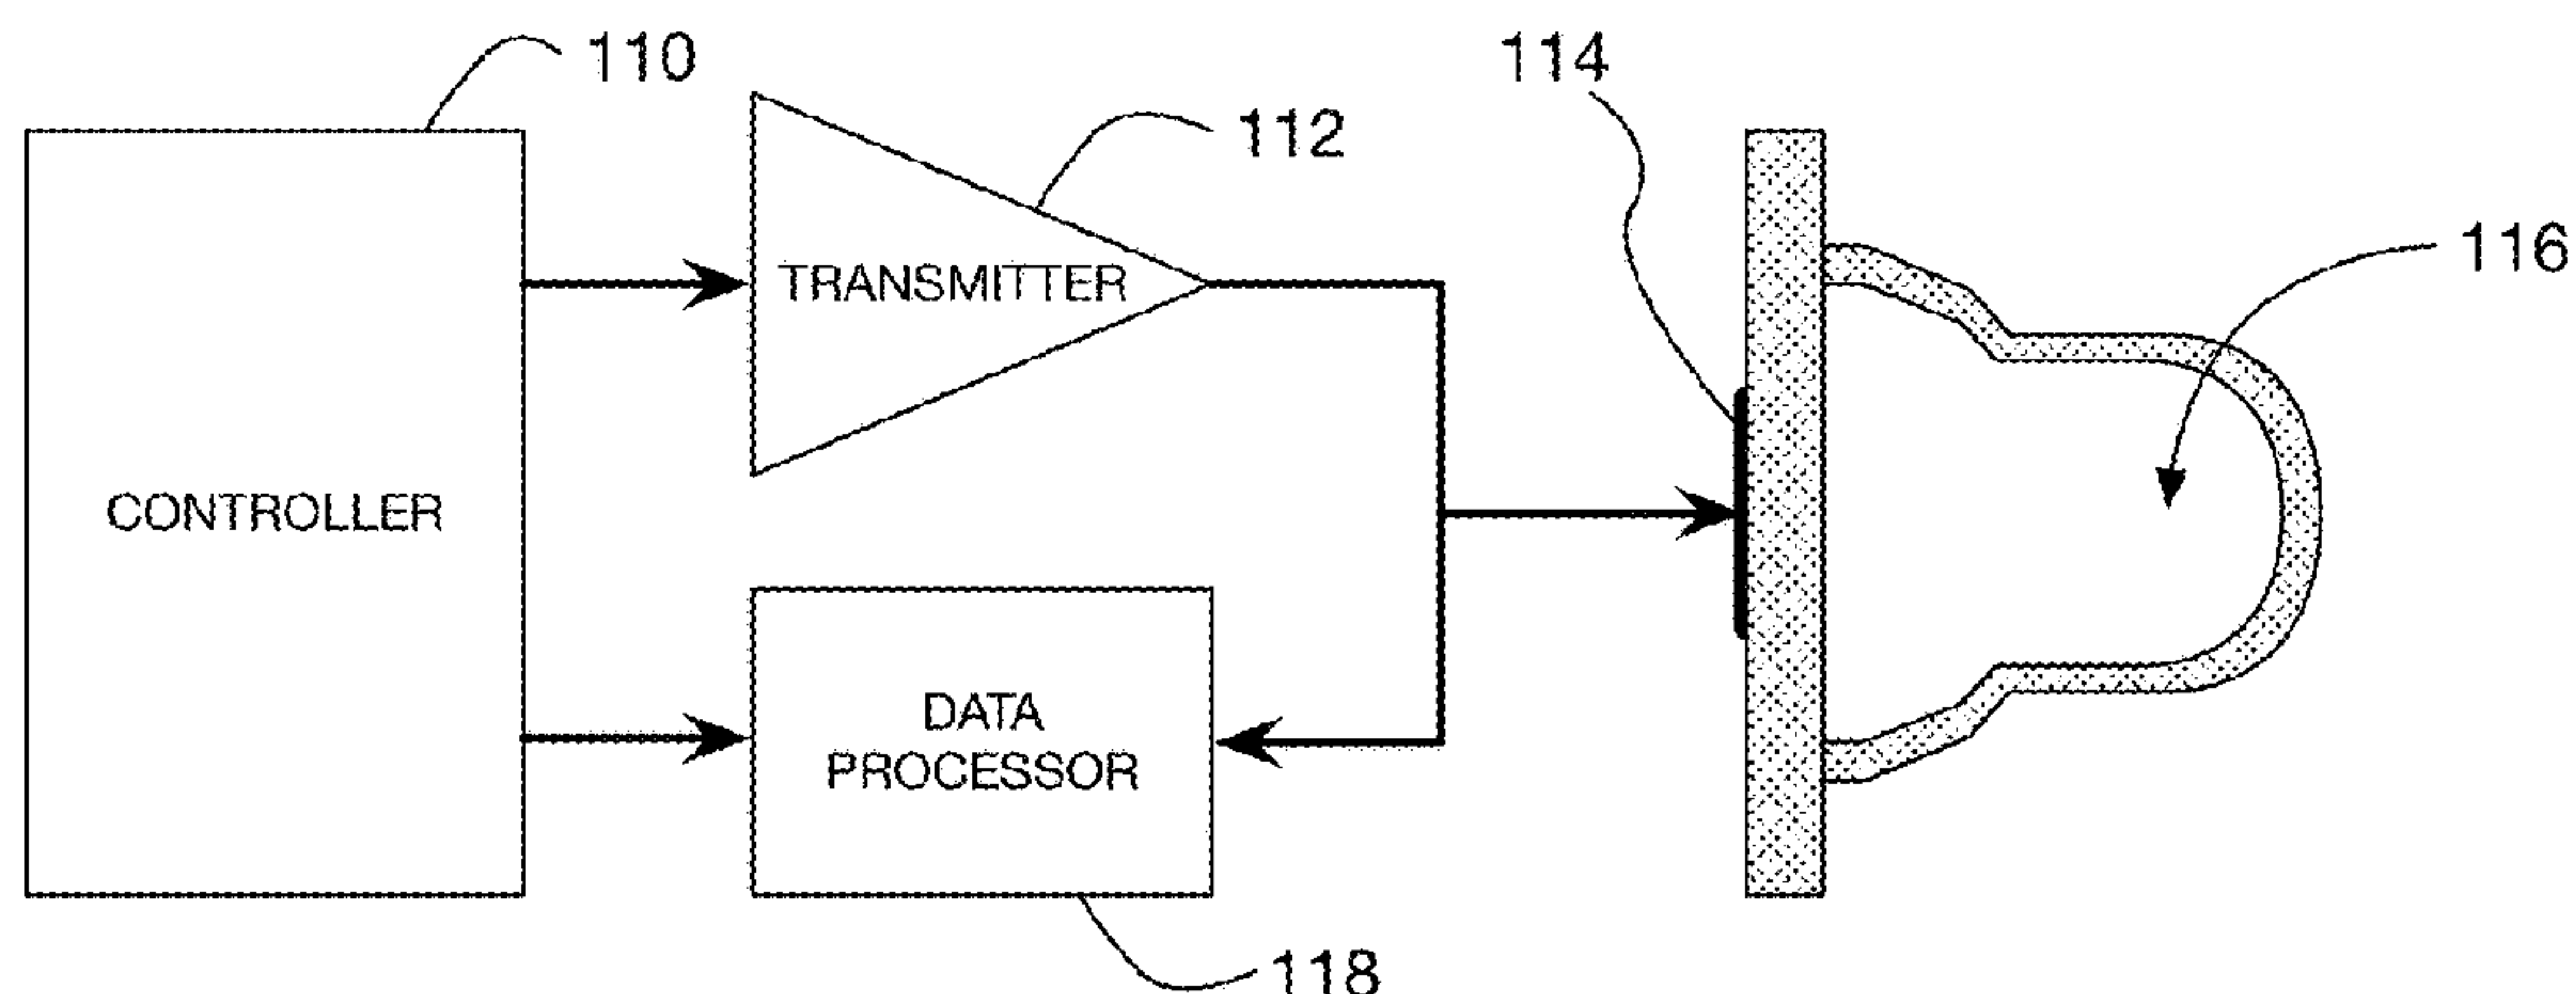 110
114
112
116
TRANSMITTER
CONTROLLER
DATA
PROCESSOR
118